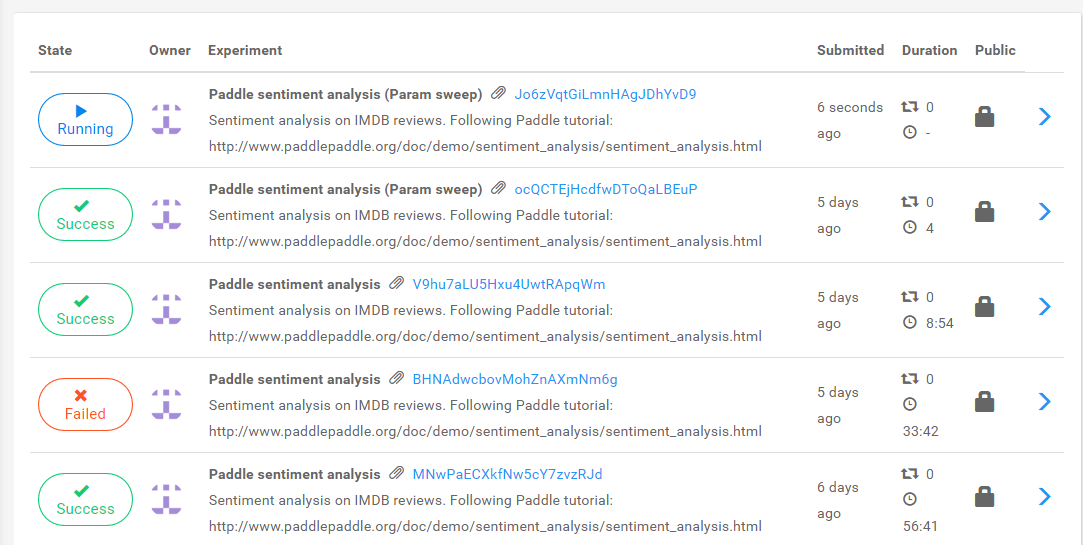 State Owner Experiment Submitted Duration Public
Running
Paddle sentiment analysis (Param sweep) Jo6zVqtGiLmnHAgJDhYvD9
Sentiment analysis on IMDB reviews. Following Paddle tutorial:
http://www.paddlepaddle.org/doc/demo/sentiment_analysis/sentiment_analysis.html
6 seconds
ago
0
-
Success
Paddle sentiment analysis (Param sweep) ocQCTEjHcdfwDToQaLBEuP
Sentiment analysis on IMDB reviews. Following Paddle tutorial:
http://www.paddlepaddle.org/doc/demo/sentiment_analysis/sentiment_analysis.html
5 days
ago
0
4
Success
Paddle sentiment analysis V9hu7aLU5Hxu4UwtRApqWm
Sentiment analysis on IMDB reviews. Following Paddle tutorial:
http://www.paddlepaddle.org/doc/demo/sentiment_analysis/sentiment_analysis.html
5 days
ago
0
8:54
Failed
Paddle sentiment analysis BHNAdwcbovMohZnAXmNm6g
Sentiment analysis on IMDB reviews. Following Paddle tutorial:
http://www.paddlepaddle.org/doc/demo/sentiment_analysis/sentiment_analysis.html
5 days
ago
0
33:42
Success
Paddle sentiment analysis MNwPaECXkfNw5cY7zvzRJd
Sentiment analysis on IMDB reviews. Following Paddle tutorial:
http://www.paddlepaddle.org/doc/demo/sentiment_analysis/sentiment_analysis.html
6 days
ago
0
56:41